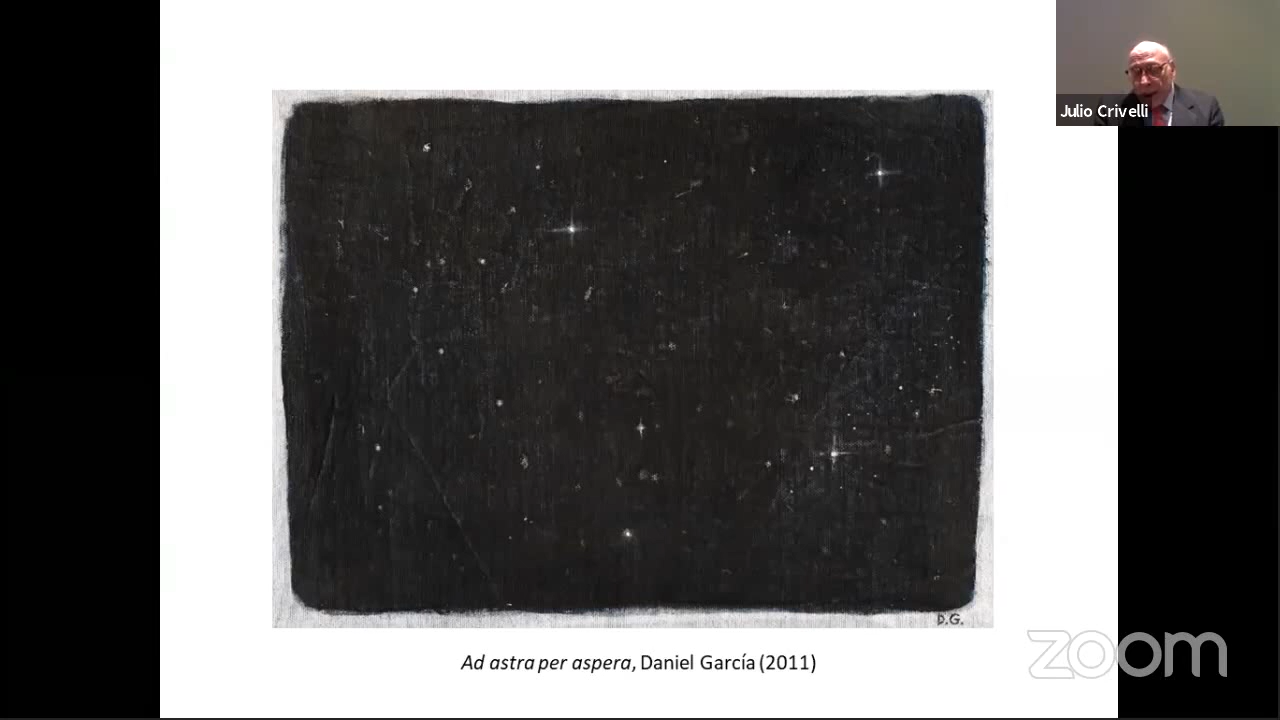 Julio Crivelli
D.G.
Ad astra per aspera, Daniel García (2011)
zoom